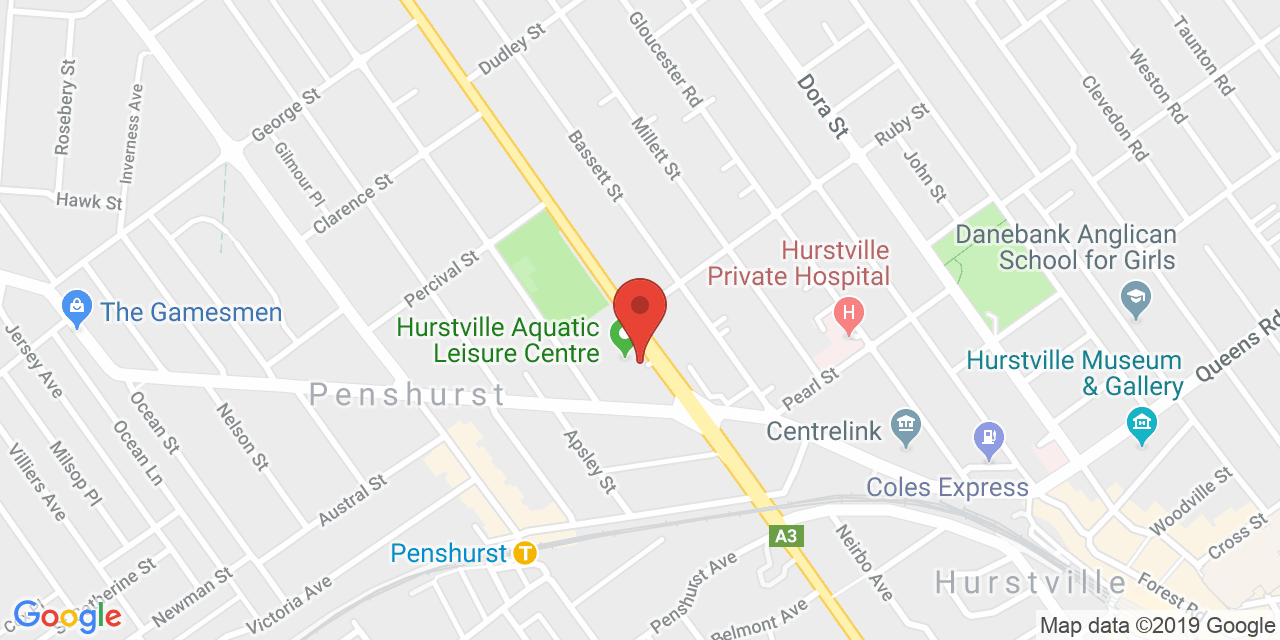 Dudley St
Gloucester Rd
Taunton Rd
Weston Rd
Clevedon Rd
Rosebery St
Inverness Ave
George St
Gilmour Pl
Bassett St
Millett St
Dora St
Ruby St
John St
Hawk St
Clarence St
Percival St
Danebank Anglican
School for Girls
Hurstville
Private Hospital
H
The Gamesmen
Hurstville Aquatic
Leisure Centre
Queens Rd
Jersey Ave
Penshurst
Hurstville Museum
& Gallery
Pearl St
Ocean St
Nelson St
Ocean Ln
Milsop Pl
Villiers Ave
Apsley St
Centrelink
Coles Express
Austral St
Woodville St
Cross St
A3
Penshurst
T
Neirbo Ave
Penshurst Ave
Hurstville
Forest Rd
Catherine St
Newman St
Victoria Ave
Belmont Ave
Google
Map data ©2019 Google